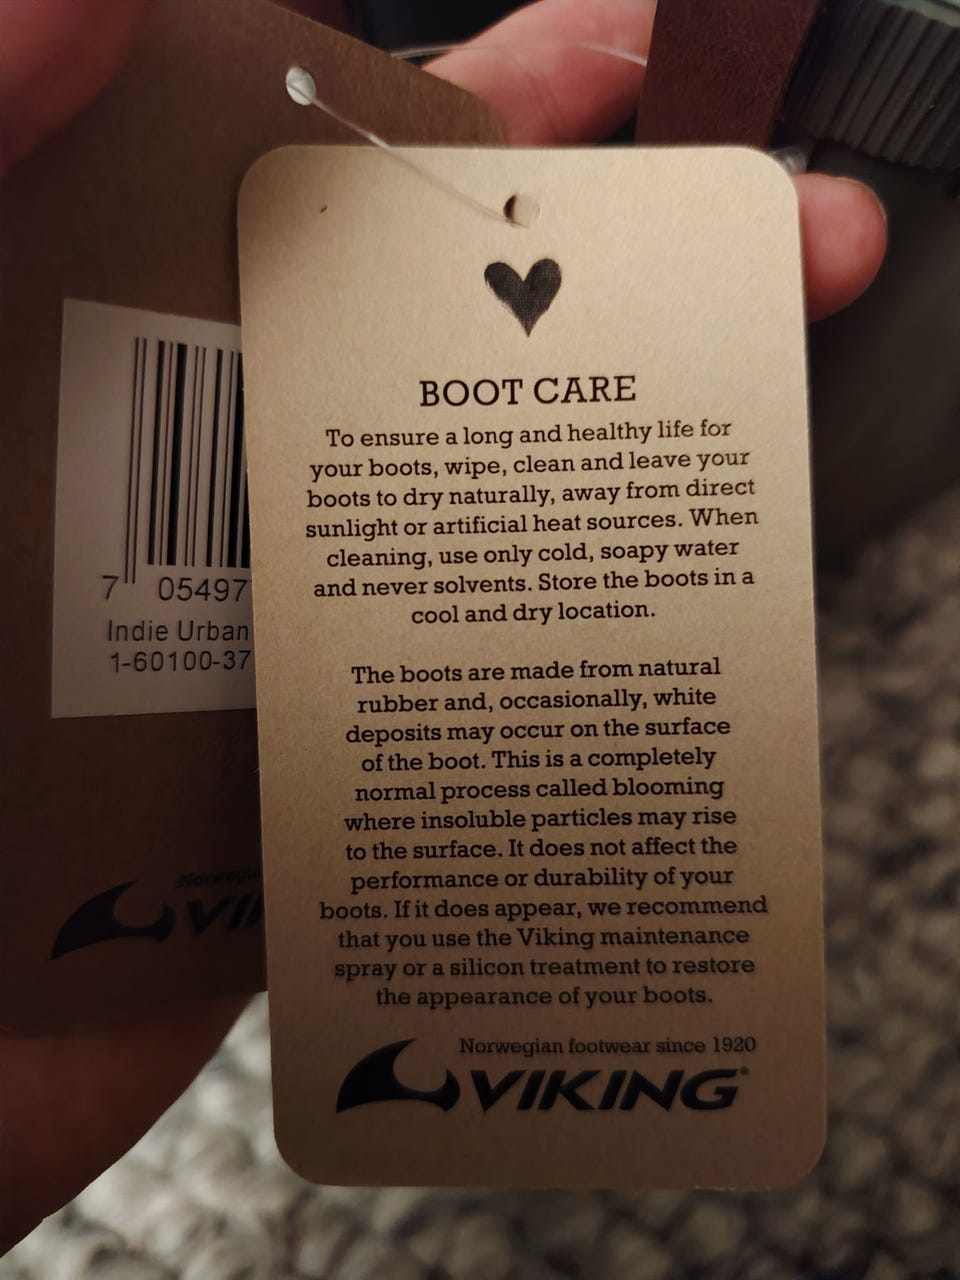 BOOT CARE
To ensure a long and healthy life for
your boots, wipe, clean and leave your
boots to dry naturally, away from direct
sunlight or artificial heat sources. When
cleaning, use only cold, soapy water
and never solvents. Store the boots in a
cool and dry location.
The boots are made from natural
rubber and, occasionally, white
deposits may occur on the surface
of the boot. This is a completely
normal process called blooming
where insoluble particles may rise
to the surface. It does not affect the
performance or durability of your
boots. If it does appear, we recommend
that you use the Viking maintenance
spray or a silicon treatment to restore
the appearance of your boots.
Norwegian footwear since 1920
VIKING®
7 05497
Indie Urban
1-60100-37
Norwegia
VII